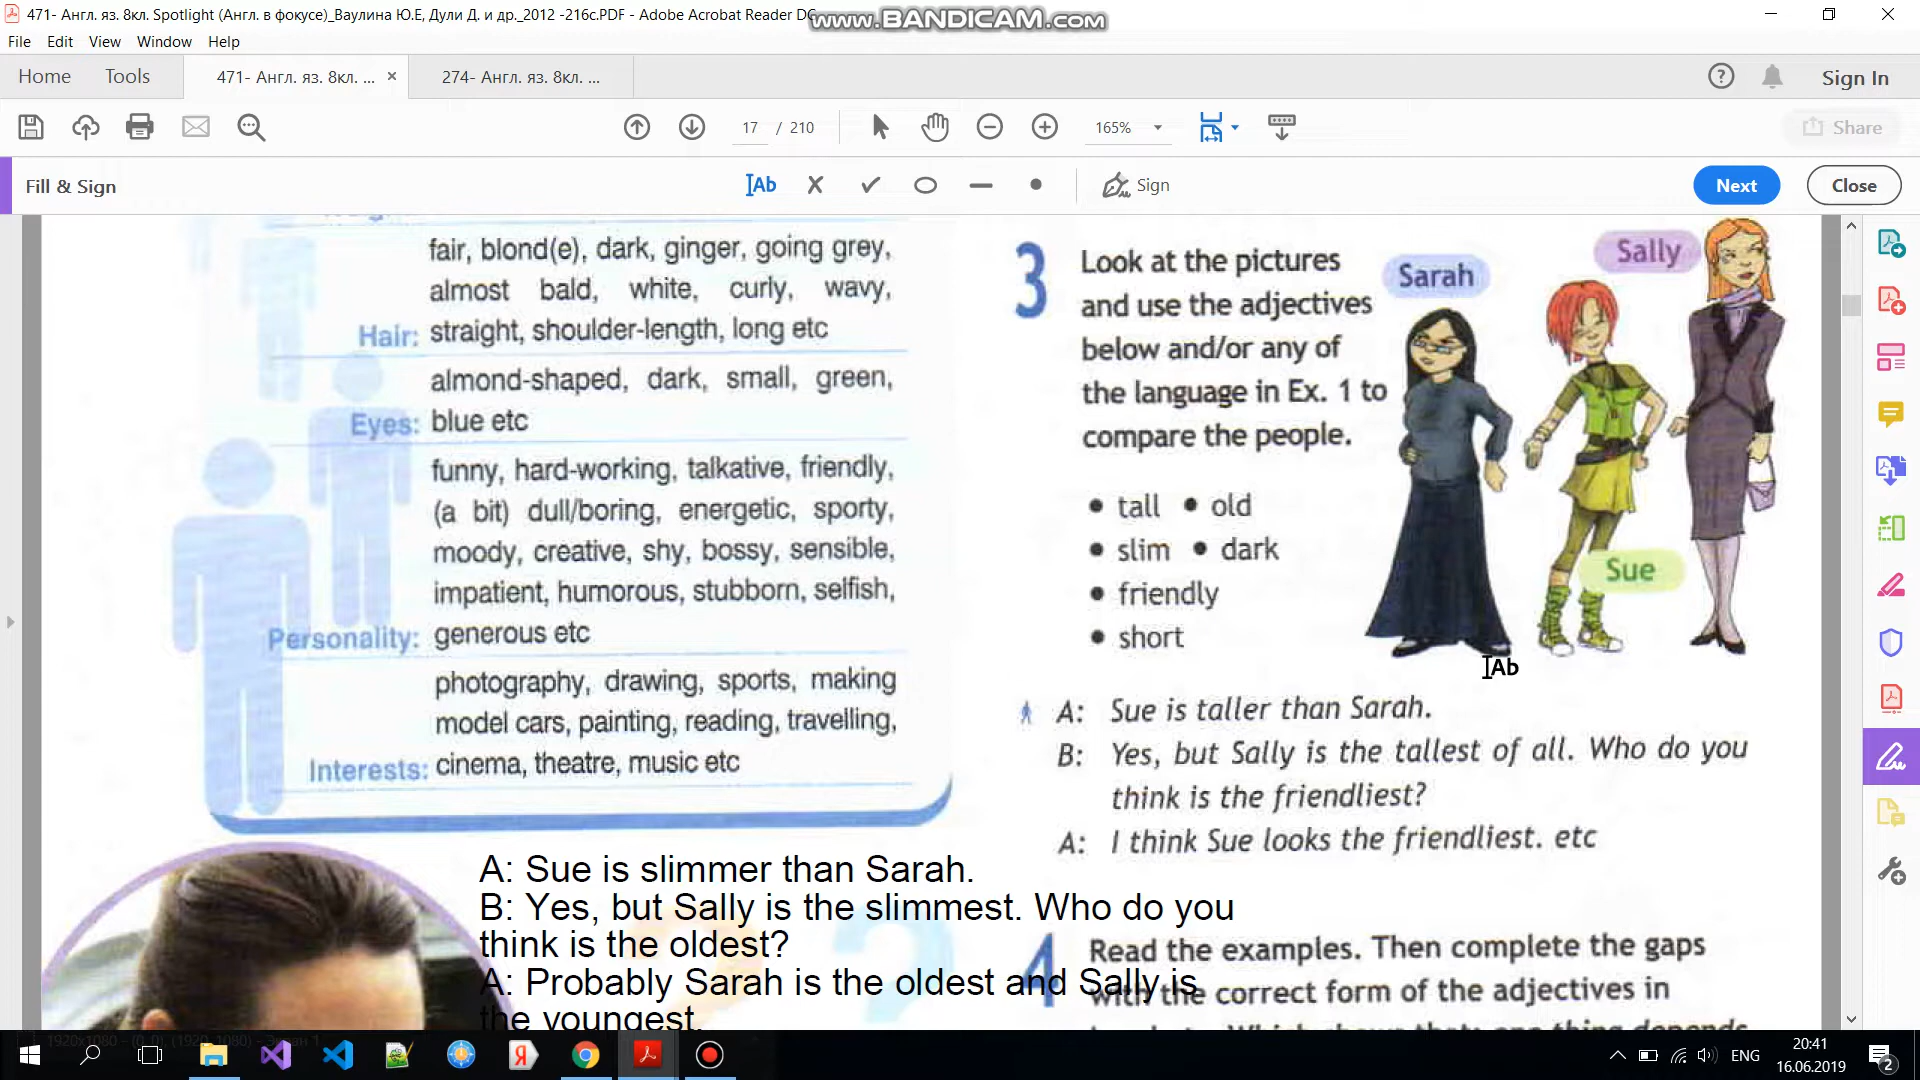 471- Англ. яз. 8кл. Spotlight (Англ. в фокусе)_Ваулина Ю.Е, Дули Д. и др._2012 -216с.PDF - Adobe Acrobat Reader DC
www.BANDICAM.com
File Edit View Window Help
Home Tools 471- Англ. яз. 8кл. ... × 274- Англ. яз. 8кл. ... Sign In
17 / 210 165% Share
Fill & Sign Ab Sign Next Close
fair, blond(e), dark, ginger, going grey,
almost bald, white, curly, wavy,
Hair: straight, shoulder-length, long etc
almond-shaped, dark, small, green,
Eyes: blue etc
funny, hard-working, talkative, friendly,
(a bit) dull/boring, energetic, sporty,
moody, creative, shy, bossy, sensible,
impatient, humorous, stubborn, selfish,
Personality: generous etc
photography, drawing, sports, making
model cars, painting, reading, travelling,
Interests: cinema, theatre, music etc
3 Look at the pictures
and use the adjectives
below and/or any of
the language in Ex. 1 to
compare the people.
Sarah
Sally
Sue
• tall • old
• slim • dark
• friendly
• short
Ab
A: Sue is taller than Sarah.
B: Yes, but Sally is the tallest of all. Who do you
think is the friendliest?
A: I think Sue looks the friendliest. etc
A: Sue is slimmer than Sarah.
B: Yes, but Sally is the slimmest. Who do you
think is the oldest?
A: Probably Sarah is the oldest and Sally is
the youngest.
4 Read the examples. Then complete the gaps
with the correct form of the adjectives in
1920x1080 - (0, 0), (1920, 1080) - Экран 1
ENG
20:41
16.06.2019
2